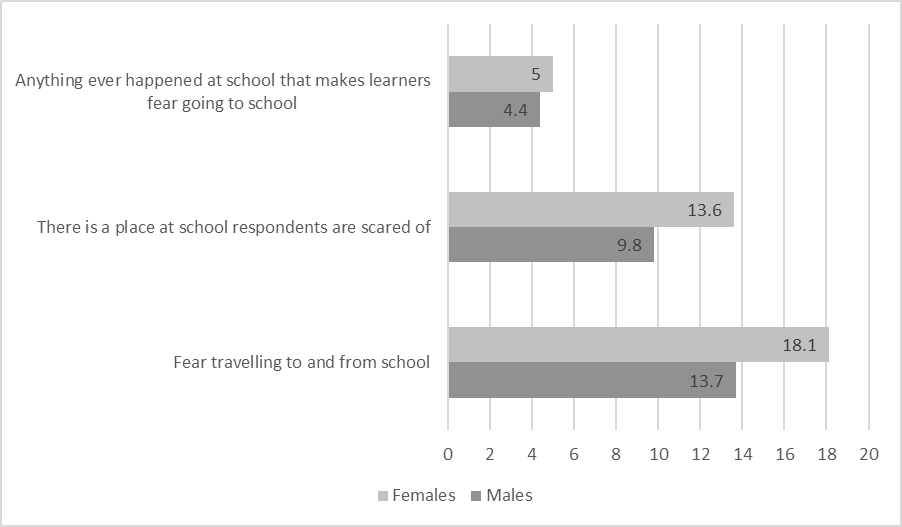 Anything ever happened at school that makes learners
fear going to school
5
4.4
There is a place at school respondents are scared of
13.6
9.8
Fear travelling to and from school
18.1
13.7
0 2 4 6 8 10 12 14 16 18 20
Females Males